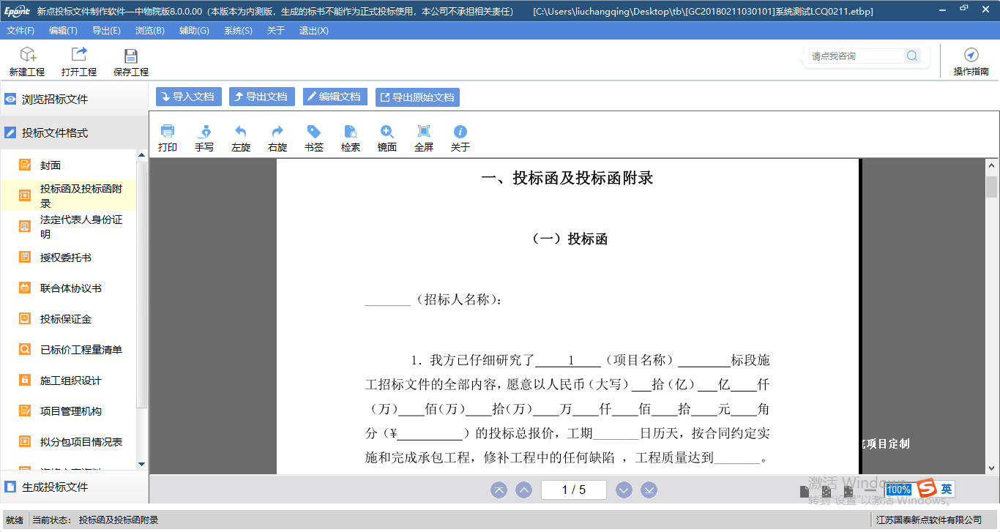 Epoint 新点投标文件制作软件—中物院版8.0.0.00（本版本为内测版，生成的标书不能作为正式投标使用，本公司不承担相关责任） [C:\Users\liuchangqing\Desktop\tb\[GC20180211030101]系统测试LCQ0211.etbp]
文件(F) 编辑(T) 导出(E) 浏览(B) 辅助(G) 系统(S) 关于 退出(X)
新建工程 打开工程 保存工程
请点我咨询
操作指南
浏览招标文件
投标文件格式
封面
投标函及投标函附
录
法定代表人身份证
明
授权委托书
联合体协议书
投标保证金
已标价工程量清单
施工组织设计
项目管理机构
拟分包项目情况表
生成投标文件
导入文档 导出文档 编辑文档 导出原始文档
打印 手写 左旋 右旋 书签 检索 镜面 全屏 关于
一、投标函及投标函附录
（一）投标函
_______（招标人名称）：
1. 我方已仔细研究了_____1____（项目名称）________标段施
工招标文件的全部内容，愿意以人民币（大写）___拾（亿）___亿____仟
（万）____佰（万）____拾（万）____万____仟____佰____拾____元____角
分（¥__________）的投标总报价，工期_______日历天，按合同约定实
施和完成承包工程，修补工程中的任何缺陷 ，工程质量达到_______。
项目定制
1 / 5
100%
英
激活 Windows
转到"设置"以激活 Windows。
就绪 当前状态： 投标函及投标函附录
江苏国泰新点软件有限公司